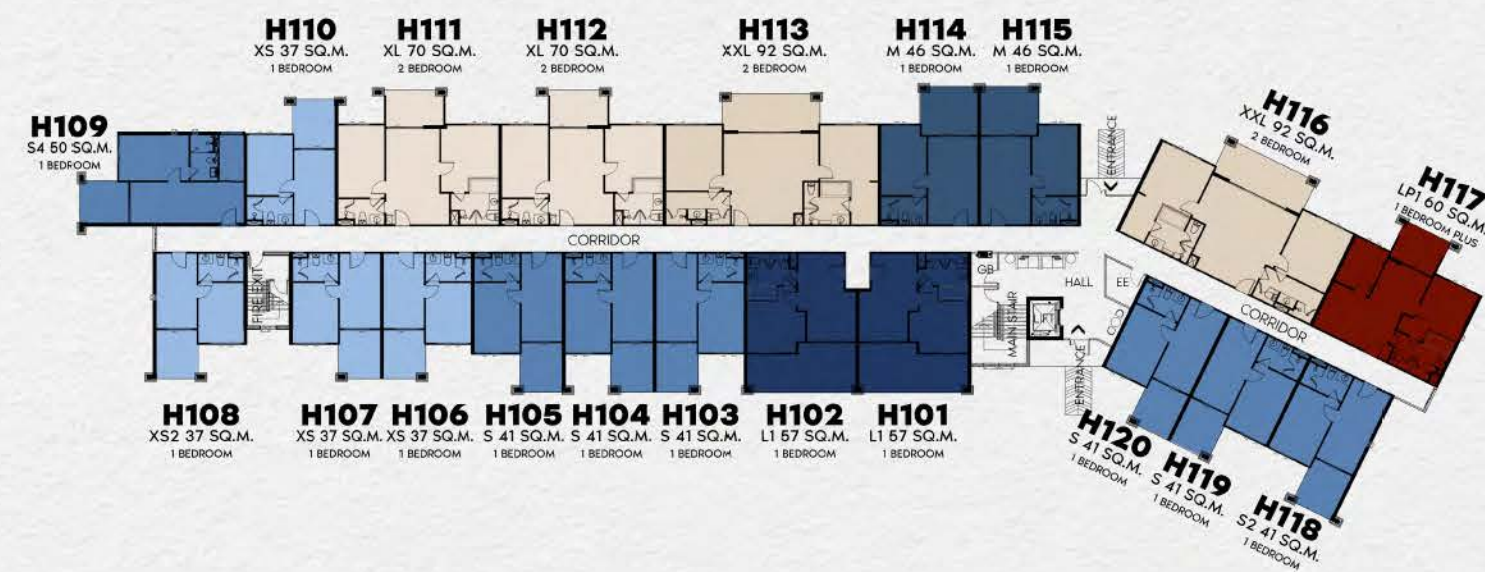 H110
XS 37 SQ.M.
1 BEDROOM
H111
XL 70 SQ.M.
2 BEDROOM
H112
XL 70 SQ.M.
2 BEDROOM
H113
XXL 92 SQ.M.
2 BEDROOM
H114
M 46 SQ.M.
1 BEDROOM
H115
M 46 SQ.M.
1 BEDROOM
H109
S4 50 SQ.M.
1 BEDROOM
ENTRANCE
H116
XXL 92 SQ.M.
2 BEDROOM
H117
LP1 60 SQ.M.
1 BEDROOM PLUS
CORRIDOR
FIRE EXIT
GB
HALL
EE
MAIN STAIR
LIFT
ENTRANCE
CORRIDOR
H108
XS2 37 SQ.M.
1 BEDROOM
H107
XS 37 SQ.M.
1 BEDROOM
H106
XS 37 SQ.M.
1 BEDROOM
H105
S 41 SQ.M.
1 BEDROOM
H104
S 41 SQ.M.
1 BEDROOM
H103
S 41 SQ.M.
1 BEDROOM
H102
L1 57 SQ.M.
1 BEDROOM
H101
L1 57 SQ.M.
1 BEDROOM
H120
S 41 SQ.M.
1 BEDROOM
H119
S 41 SQ.M.
1 BEDROOM
H118
S2 41 SQ.M.
1 BEDROOM